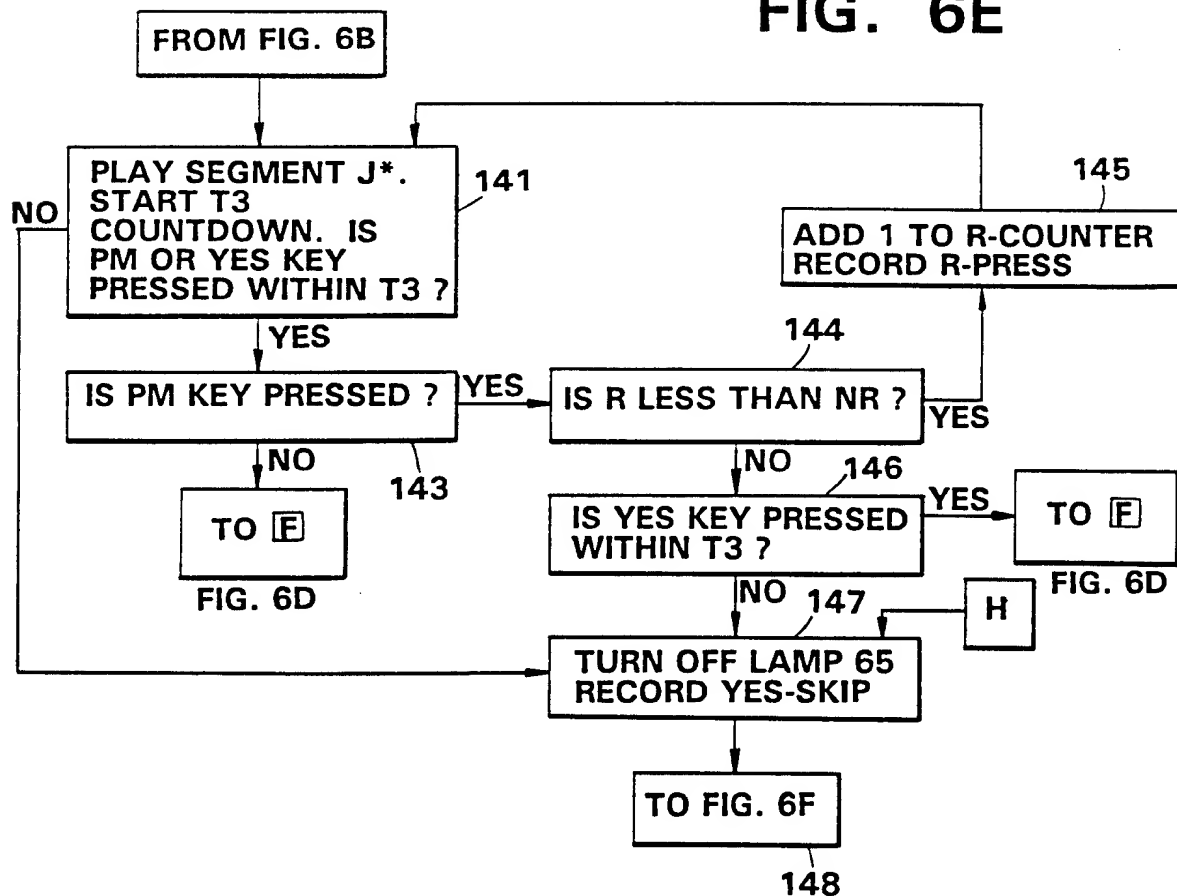 FIG. 6E
FROM FIG. 6B
PLAY SEGMENT J*.
START T3
COUNTDOWN. IS
PM OR YES KEY
PRESSED WITHIN T3 ?
141
NO
YES
145
ADD 1 TO R-COUNTER
RECORD R-PRESS
144
IS PM KEY PRESSED ?
YES
IS R LESS THAN NR ?
YES
NO
143
NO
146
TO F
FIG. 6D
IS YES KEY PRESSED
WITHIN T3 ?
YES
TO F
FIG. 6D
NO
147
H
TURN OFF LAMP 65
RECORD YES-SKIP
TO FIG. 6F
148